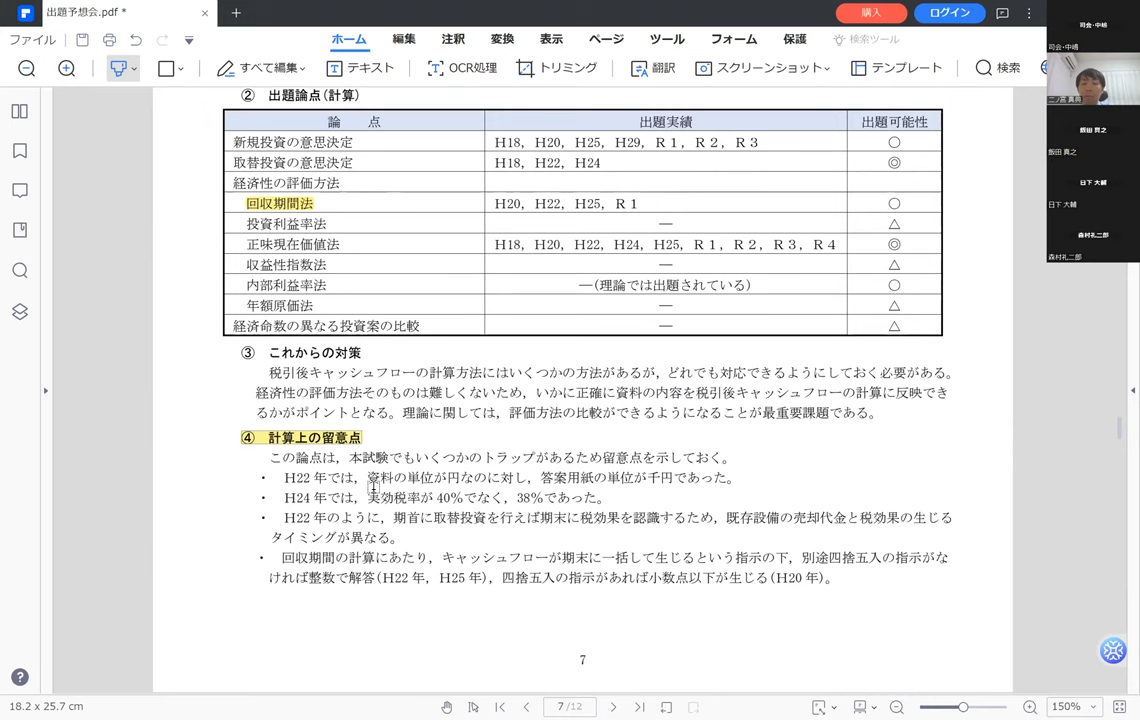 出題予想会.pdf *
×
+
購入
ログイン
司会・中嶋
ファイル
ホーム
編集
注釈
変換
表示
ページ
ツール
フォーム
保護
検索ツール
司会・中嶋
すべて編集
テキスト
OCR処理
トリミング
翻訳
スクリーンショット
テンプレート
検索
二ノ宮 真典
② 出題論点(計算)
論　点 出題実績 出題可能性
新規投資の意思決定 H18, H20, H25, H29, R1, R2, R3 ○
取替投資の意思決定 H18, H22, H24 ◎
経済性の評価方法
回収期間法 H20, H22, H25, R1 ○
投資利益率法 ― △
正味現在価値法 H18, H20, H22, H24, H25, R1, R2, R3, R4 ◎
収益性指数法 ― △
内部利益率法 ―(理論では出題されている) ○
年額原価法 ― △
経済命数の異なる投資案の比較 ― △
飯田 真之
飯田 真之
日下 大輔
日下 大輔
森村礼二郎
森村礼二郎
③ これからの対策
税引後キャッシュフローの計算方法にはいくつかの方法があるが，どれでも対応できるようにしておく必要がある。
経済性の評価方法そのものは難しくないため，いかに正確に資料の内容を税引後キャッシュフローの計算に反映でき
るかがポイントとなる。理論に関しては，評価方法の比較ができるようになることが最重要課題である。
④ 計算上の留意点
この論点は，本試験でもいくつかのトラップがあるため留意点を示しておく。
・ H22 年では，資料の単位が円なのに対し，答案用紙の単位が千円であった。
・ H24 年では，実効税率が 40％でなく，38％であった。
・ H22 年のように，期首に取替投資を行えば期末に税効果を認識するため，既存設備の売却代金と税効果の生じる
タイミングが異なる。
・ 回収期間の計算にあたり，キャッシュフローが期末に一括して生じるという指示の下，別途四捨五入の指示がな
ければ整数で解答(H22 年，H25 年)，四捨五入の指示があれば小数点以下が生じる(H20 年)。
7
18.2 x 25.7 cm
7 /12
150%